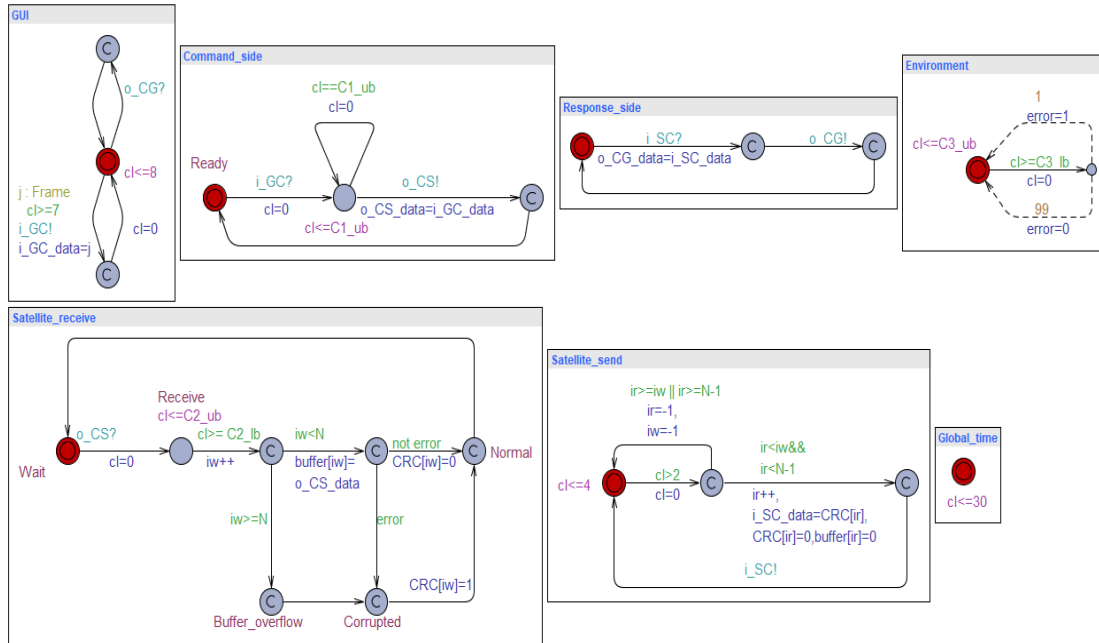 GUI
C
o_CG?
cl<=8
j : Frame
cl>=7
i_GC!
i_GC_data=j
cl=0
C
Command_side
cl==C1_ub
cl=0
Ready
i_GC?
cl=0
cl<=C1_ub
o_CS!
o_CS_data=i_GC_data
C
Response_side
i_SC?
o_CG_data=i_SC_data
C
o_CG!
C
Environment
1
error=1
cl<=C3_ub
cl>=C3_lb
cl=0
99
error=0
Satellite_receive
Receive
cl<=C2_ub
o_CS?
cl=0
Wait
cl>= C2_lb
iw++
C
iw<N
buffer[iw]=
o_CS_data
C
not error
CRC[iw]=0
C
Normal
iw>=N
error
C
Buffer_overflow
C
Corrupted
CRC[iw]=1
Satellite_send
ir>=iw || ir>=N-1
ir=-1,
iw=-1
cl<=4
cl>2
cl=0
C
ir<iw&&
ir<N-1
ir++,
i_SC_data=CRC[ir],
CRC[ir]=0,buffer[ir]=0
C
i_SC!
Global_time
cl<=30